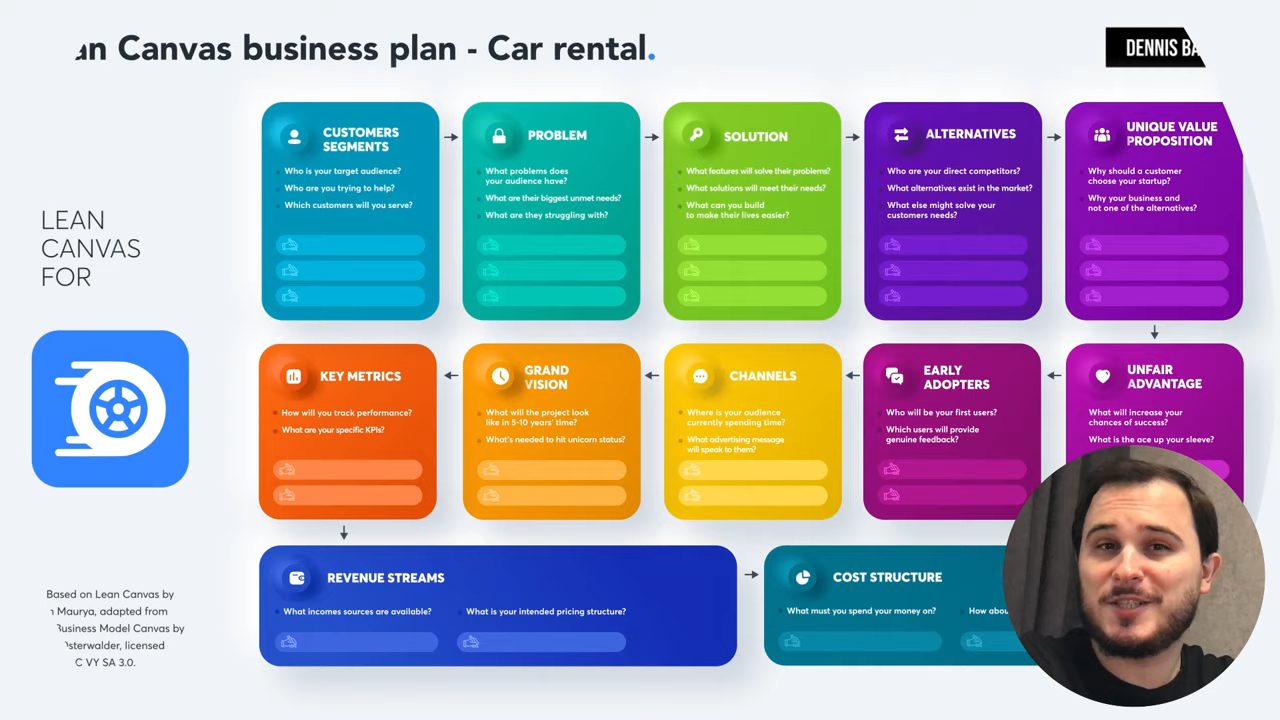 an Canvas business plan - Car rental.
DENNIS BA
LEAN
CANVAS
FOR
Based on Lean Canvas by
Maurya, adapted from
Business Model Canvas by
Osterwalder, licensed
C VY SA 3.0.
CUSTOMERS
SEGMENTS
Who is your target audience?
Who are you trying to help?
Which customers will you serve?
PROBLEM
What problems does
your audience have?
What are their biggest unmet needs?
What are they struggling with?
SOLUTION
What features will solve their problems?
What solutions will meet their needs?
What can you build
to make their lives easier?
ALTERNATIVES
Who are your direct competitors?
What alternatives exist in the market?
What else might solve your
customers needs?
UNIQUE VALUE
PROPOSITION
Why should a customer
choose your startup?
Why your business and
not one of the alternatives?
KEY METRICS
How will you track performance?
What are your specific KPIs?
GRAND
VISION
What will the project look
like in 5-10 years' time?
What's needed to hit unicorn status?
CHANNELS
Where is your audience
currently spending time?
What advertising message
will speak to them?
EARLY
ADOPTERS
Who will be your first users?
Which users will provide
genuine feedback?
UNFAIR
ADVANTAGE
What will increase your
chances of success?
What is the ace up your sleeve?
REVENUE STREAMS
What incomes sources are available?
What is your intended pricing structure?
COST STRUCTURE
What must you spend your money on?
How abou